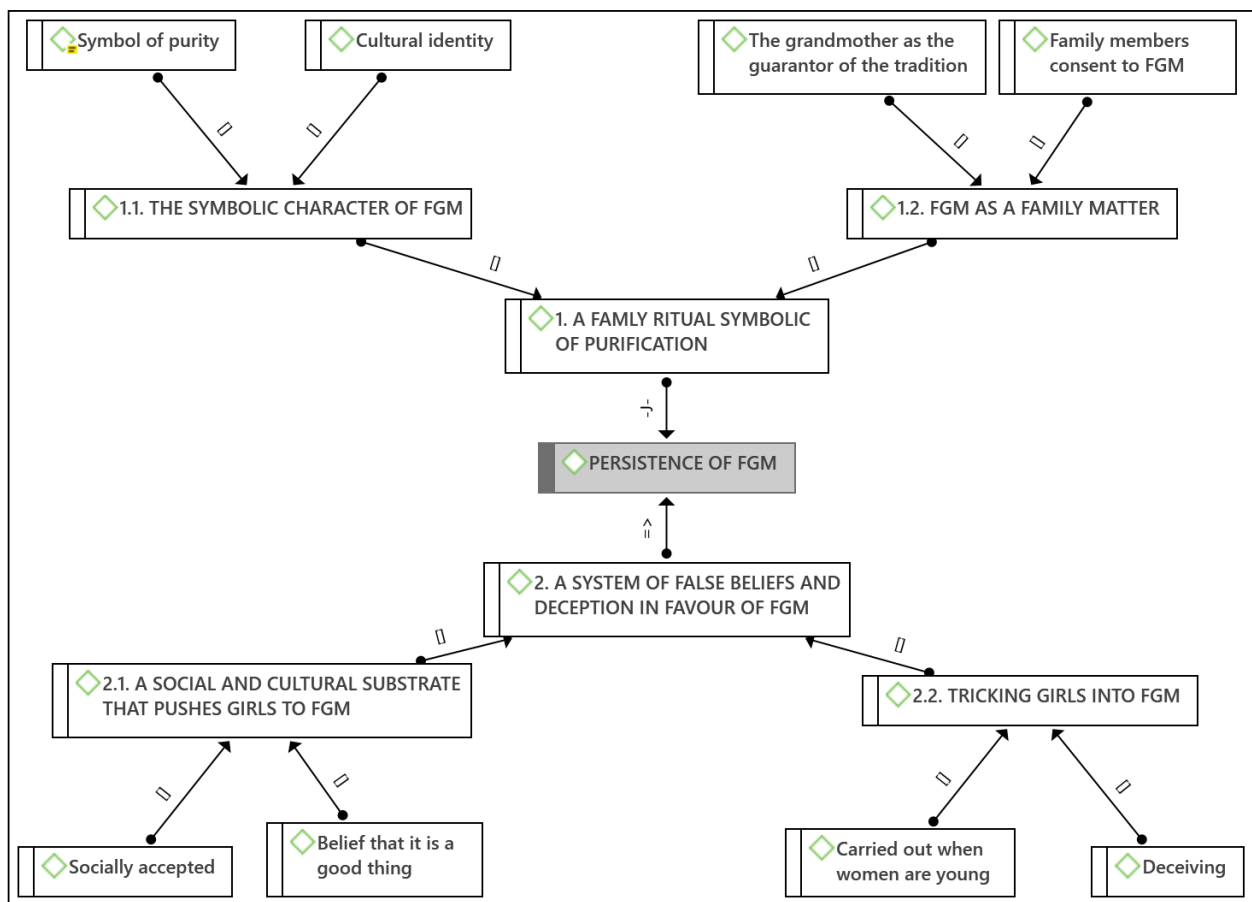 Symbol of purity
Cultural identity
The grandmother as the
guarantor of the tradition
Family members
consent to FGM
[]
[]
[]
[]
1.1. THE SYMBOLIC CHARACTER OF FGM
1.2. FGM AS A FAMILY MATTER
[]
[]
1. A FAMLY RITUAL SYMBOLIC
OF PURIFICATION
-J-
PERSISTENCE OF FGM
=>
2. A SYSTEM OF FALSE BELIEFS AND
DECEPTION IN FAVOUR OF FGM
[]
[]
2.1. A SOCIAL AND CULTURAL SUBSTRATE
THAT PUSHES GIRLS TO FGM
2.2. TRICKING GIRLS INTO FGM
[]
[]
[]
[]
Socially accepted
Belief that it is a
good thing
Carried out when
women are young
Deceiving